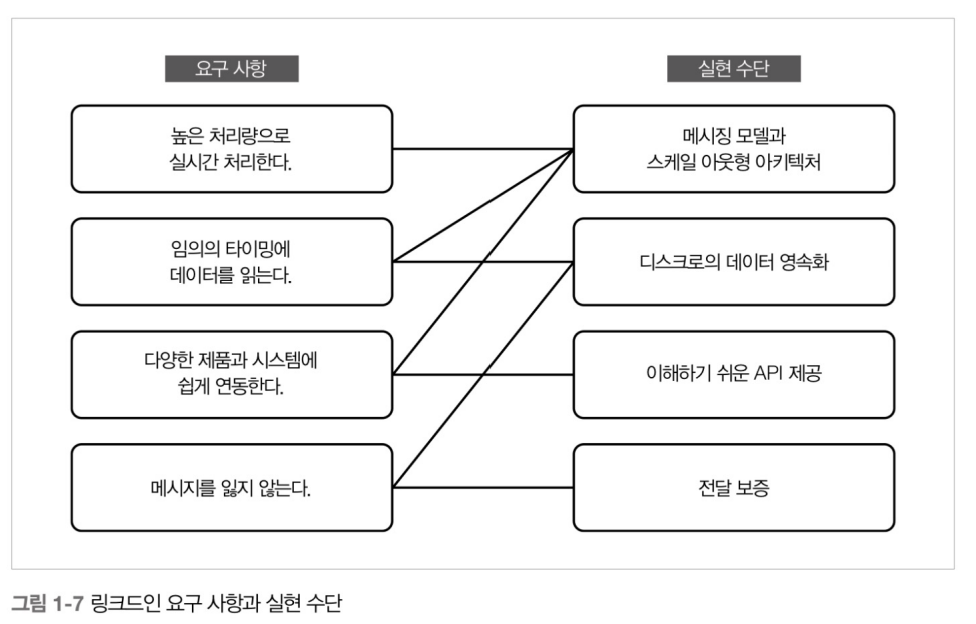 요구 사항
실현 수단
높은 처리량으로
실시간 처리한다.
메시징 모델과
스케일 아웃형 아키텍처
임의의 타이밍에
데이터를 읽는다.
디스크로의 데이터 영속화
다양한 제품과 시스템에
쉽게 연동한다.
이해하기 쉬운 API 제공
메시지를 잃지 않는다.
전달 보증
그림 1-7 링크드인 요구 사항과 실현 수단